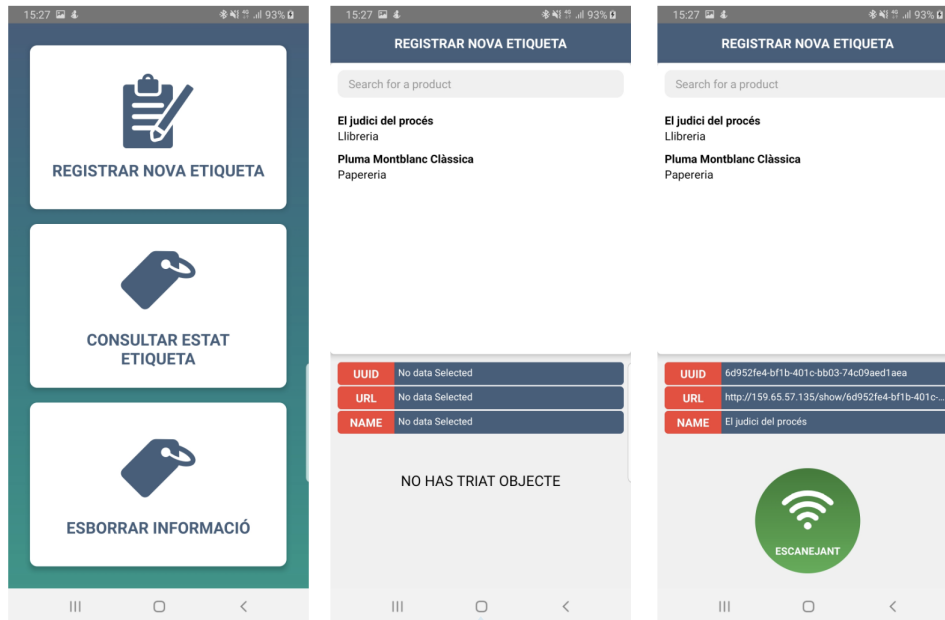 15:27
93%
REGISTRAR NOVA ETIQUETA
CONSULTAR ESTAT
ETIQUETA
ESBORRAR INFORMACIÓ
15:27
93%
REGISTRAR NOVA ETIQUETA
Search for a product
El judici del procés
Llibreria
Pluma Montblanc Clàssica
Papereria
UUID No data Selected
URL No data Selected
NAME No data Selected
NO HAS TRIAT OBJECTE
15:27
93%
REGISTRAR NOVA ETIQUETA
Search for a product
El judici del procés
Llibreria
Pluma Montblanc Clàssica
Papereria
UUID 6d952fe4-bf1b-401c-bb03-74c09aed1aea
URL http://159.65.57.135/show/6d952fe4-bf1b-401c-...
NAME El judici del procés
ESCANEJANT